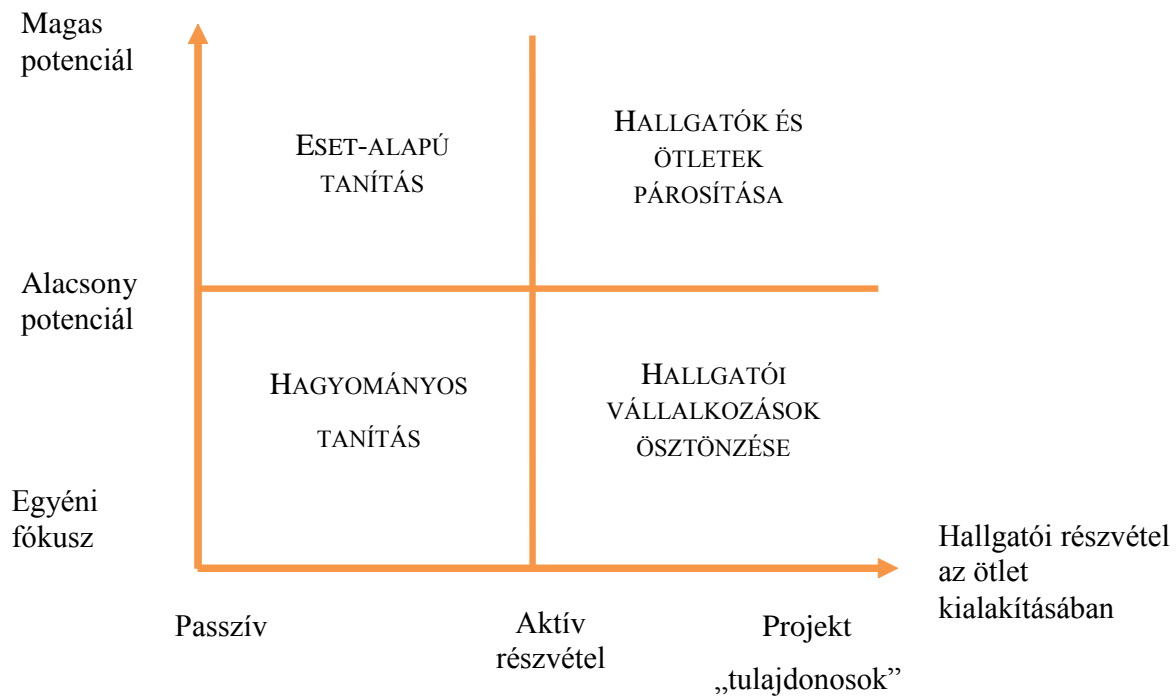 Magas
potenciál
ESET-ALAPÚ
TANÍTÁS
HALLGATÓK ÉS
ÖTLETEK
PÁROSÍTÁSA
Alacsony
potenciál
HAGYOMÁNYOS
TANÍTÁS
HALLGATÓI
VÁLLALKOZÁSOK
ÖSZTÖNZÉSE
Egyéni
fókusz
Hallgatói részvétel
az ötlet
kialakításában
Passzív
Aktív
részvétel
Projekt
„tulajdonosok”